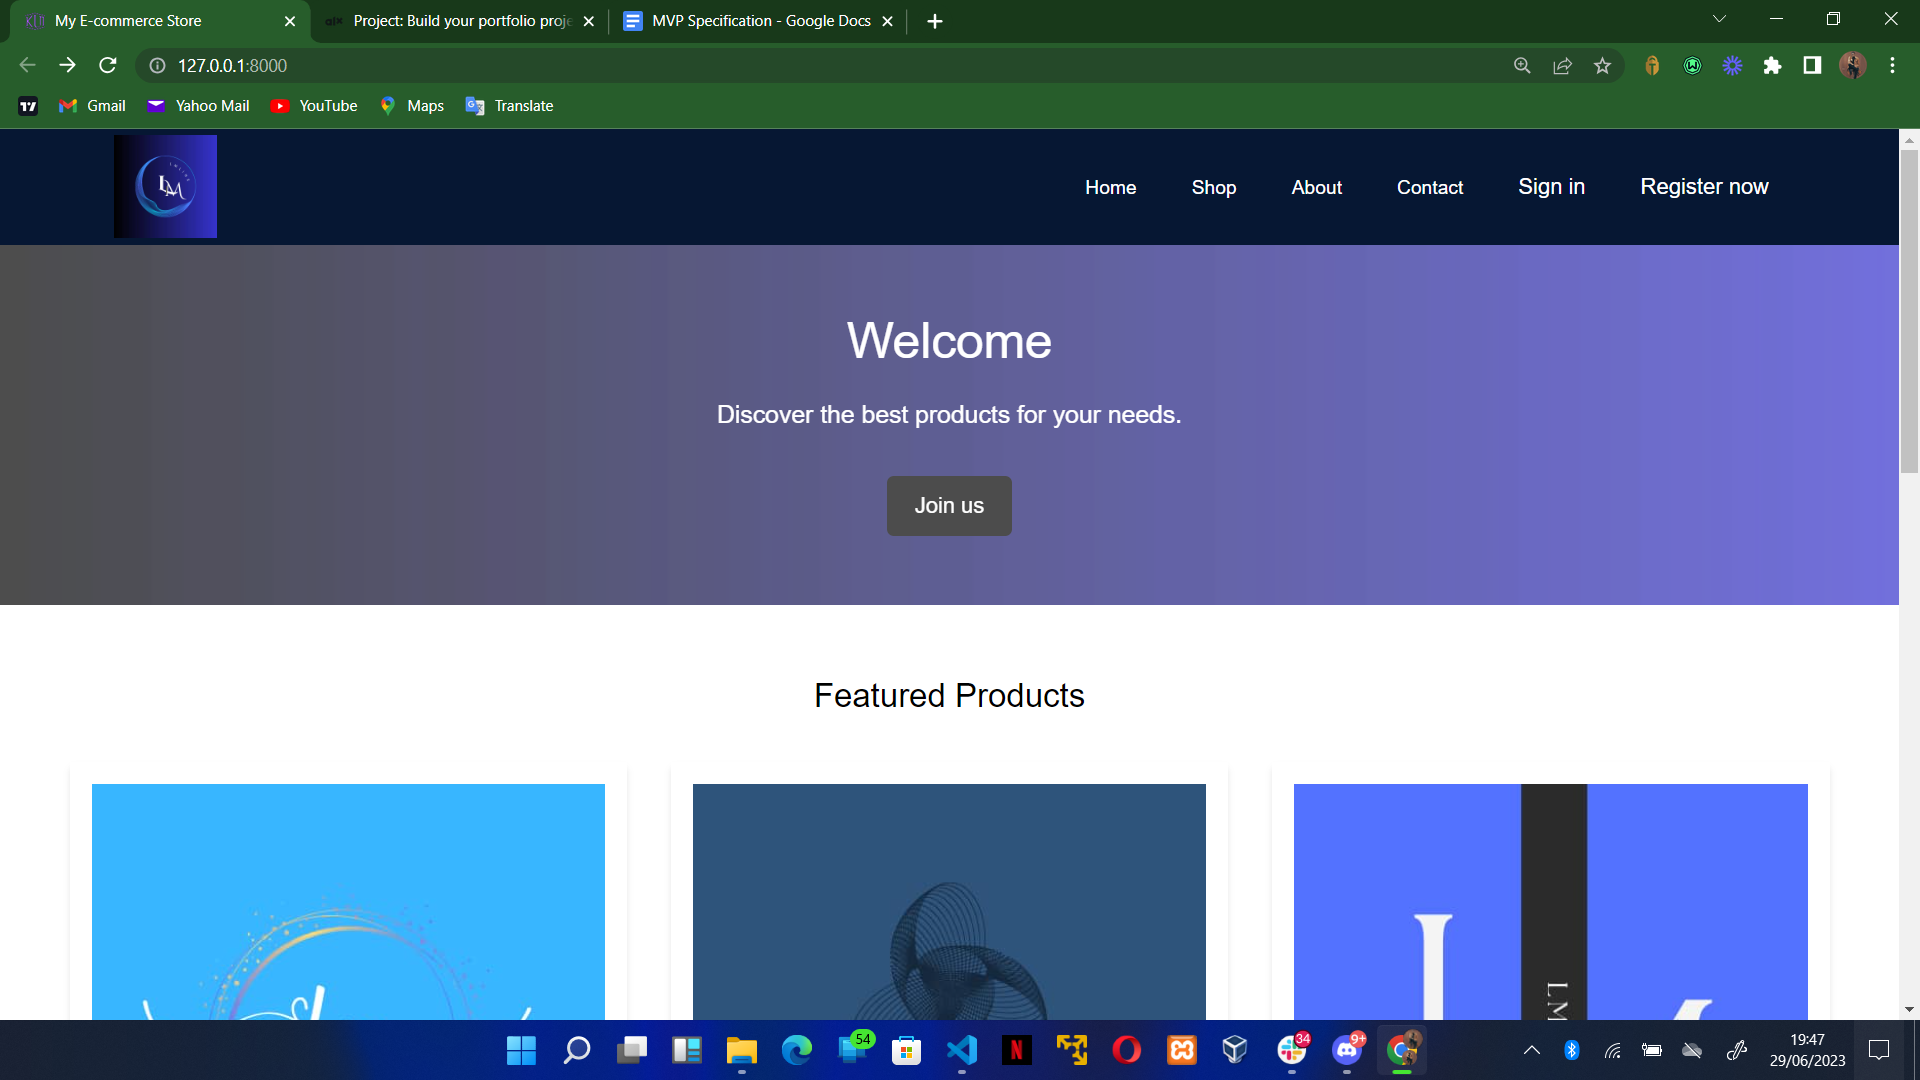 My E-commerce Store
alx Project: Build your portfolio proje
MVP Specification - Google Docs
127.0.0.1:8000
Gmail Yahoo Mail YouTube Maps Translate
LM
Home Shop About Contact Sign in Register now
Welcome
Discover the best products for your needs.
Join us
Featured Products
L
LM
54
N
34
9+
19:47
29/06/2023